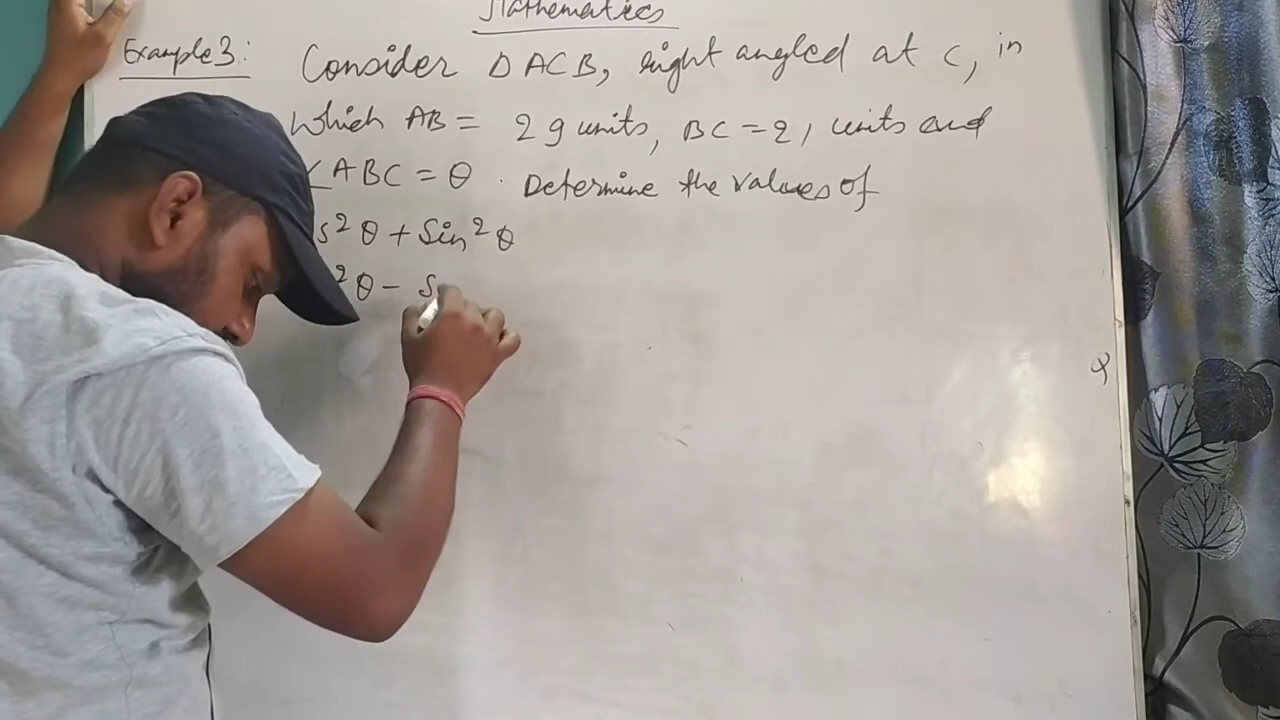 Mathematics
Example 3: Consider ΔACB, right angled at C, in
which AB = 29 units, BC = 21 units and
∠ABC = θ. Determine the values of
s²θ + Sin²θ
²θ - S